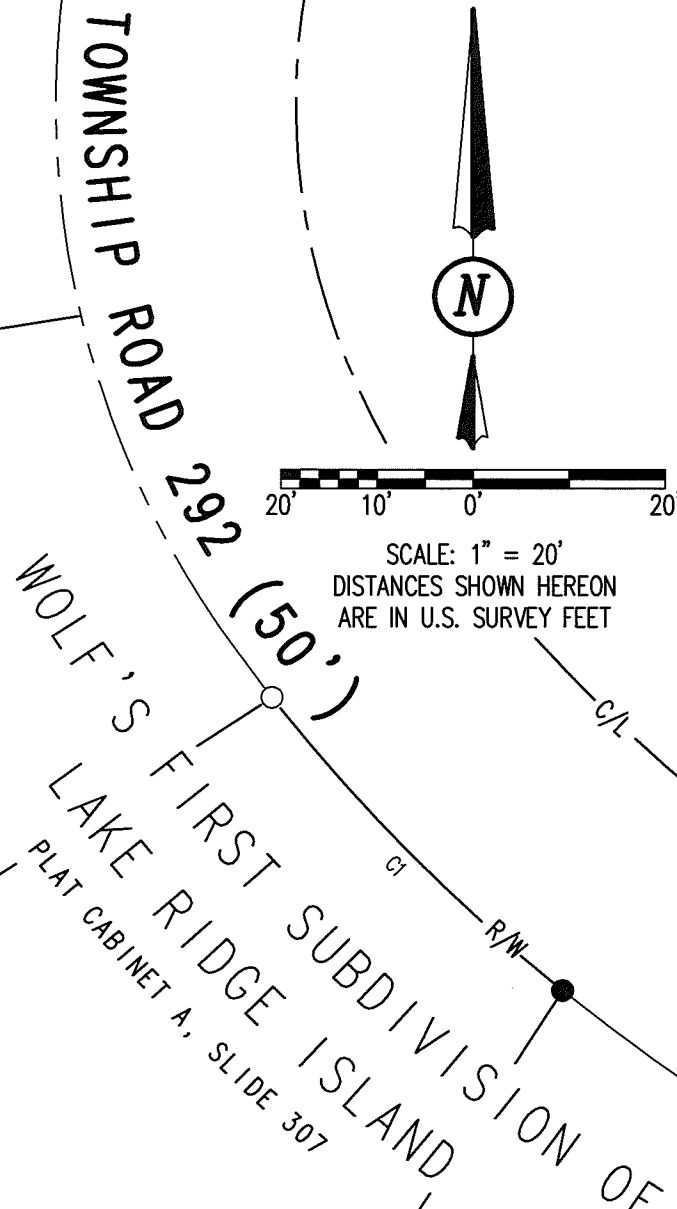 TOWNSHIP ROAD 292 (50')
N
20' 10' 0' 20'
SCALE: 1" = 20'
DISTANCES SHOWN HEREON
ARE IN U.S. SURVEY FEET
C/L
C1
R/W
WOLF'S FIRST SUBDIVISION OF
LAKE RIDGE ISLAND
PLAT CABINET A, SLIDE 307